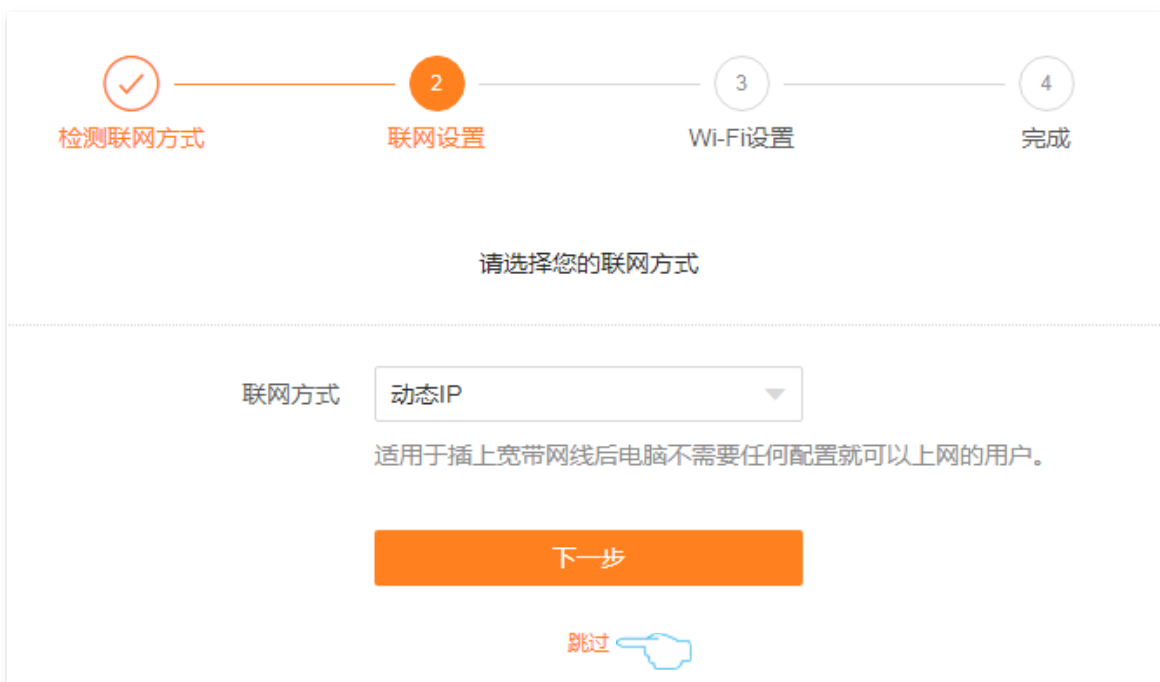 2
3
4
检测联网方式
联网设置
Wi-Fi设置
完成
请选择您的联网方式
联网方式
动态IP
适用于插上宽带网线后电脑不需要任何配置就可以上网的用户。
下一步
跳过